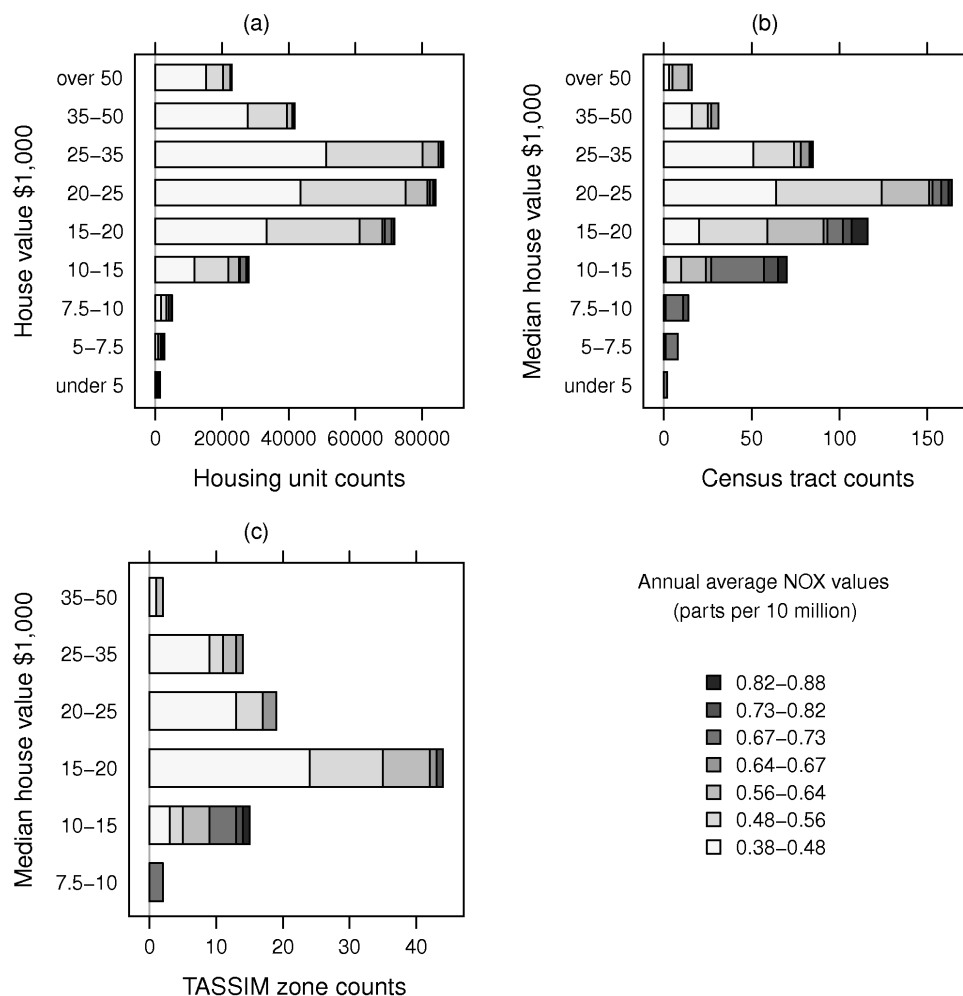 (a)
House value $1,000
over 50
35−50
25−35
20−25
15−20
10−15
7.5−10
5−7.5
under 5
0 20000 40000 60000 80000
Housing unit counts
(b)
Median house value $1,000
over 50
35−50
25−35
20−25
15−20
10−15
7.5−10
5−7.5
under 5
0 50 100 150
Census tract counts
(c)
Median house value $1,000
35−50
25−35
20−25
15−20
10−15
7.5−10
0 10 20 30 40
TASSIM zone counts
Annual average NOX values
(parts per 10 million)
0.82−0.88
0.73−0.82
0.67−0.73
0.64−0.67
0.56−0.64
0.48−0.56
0.38−0.48